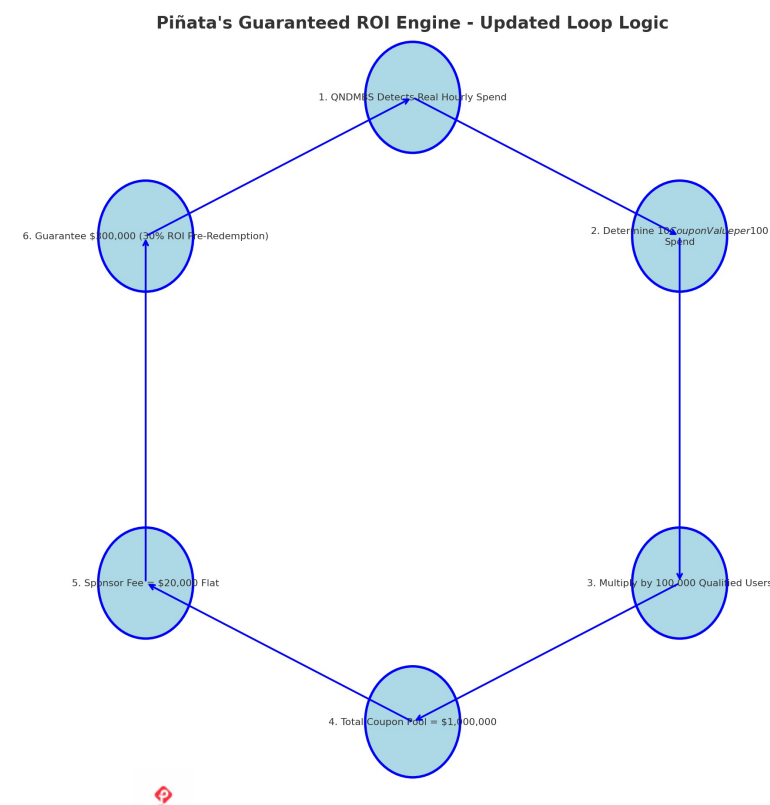 Piñata's Guaranteed ROI Engine - Updated Loop Logic
1. QNDMBS Detects Real Hourly Spend
6. Guarantee $300,000 (30% ROI Pre-Redemption)
2. Determine 10CouponValueper100
Spend
5. Sponsor Fee = $20,000 Flat
3. Multiply by 100,000 Qualified Users
4. Total Coupon Pool = $1,000,000